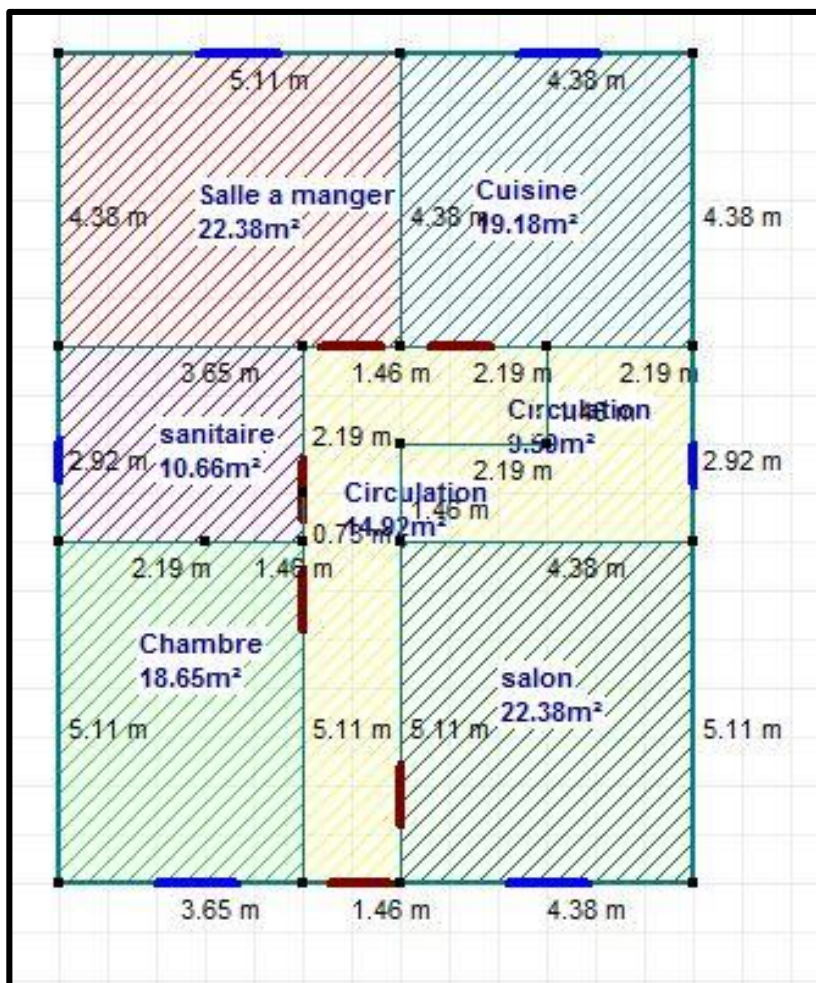 5.11 m
4.38 m
Salle a manger
22.38m²
Cuisine
19.18m²
4.38 m
4.38 m
4.38 m
3.65 m
1.46 m
2.19 m
2.19 m
Circulation
sanitaire
10.66m²
2.19 m
2.92 m
2.19 m
2.92 m
Circulation
14.92m²
1.46 m
0.73 m
2.19 m
1.46 m
4.38 m
Chambre
18.65m²
salon
22.38m²
5.11 m
5.11 m
5.11 m
5.11 m
3.65 m
1.46 m
4.38 m